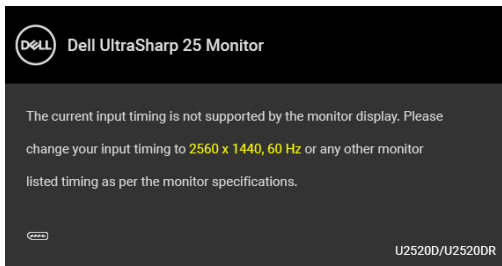 DELL Dell UltraSharp 25 Monitor
The current input timing is not supported by the monitor display. Please
change your input timing to 2560 x 1440, 60 Hz or any other monitor
listed timing as per the monitor specifications.
U2520D/U2520DR